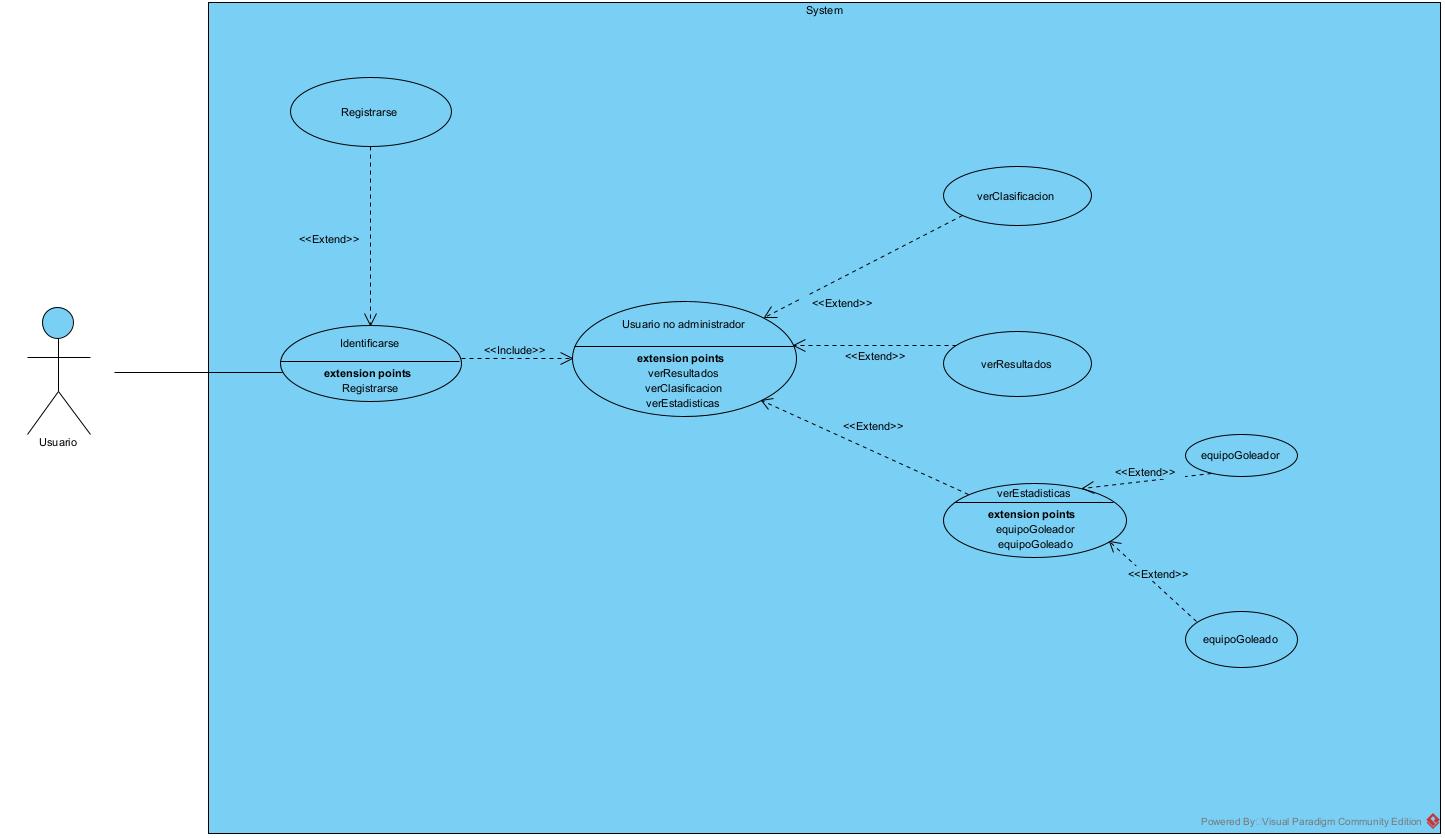 System
Registrarse
verClasificacion
<<Extend>>
<<Extend>>
Usuario no administrador
Identificarse
<<Include>>
extension points
verResultados
verClasificacion
verEstadisticas
<<Extend>>
verResultados
extension points
Registrarse
Usuario
<<Extend>>
equipoGoleador
<<Extend>>
verEstadisticas
extension points
equipoGoleador
equipoGoleado
<<Extend>>
equipoGoleado
Powered By: Visual Paradigm Community Edition